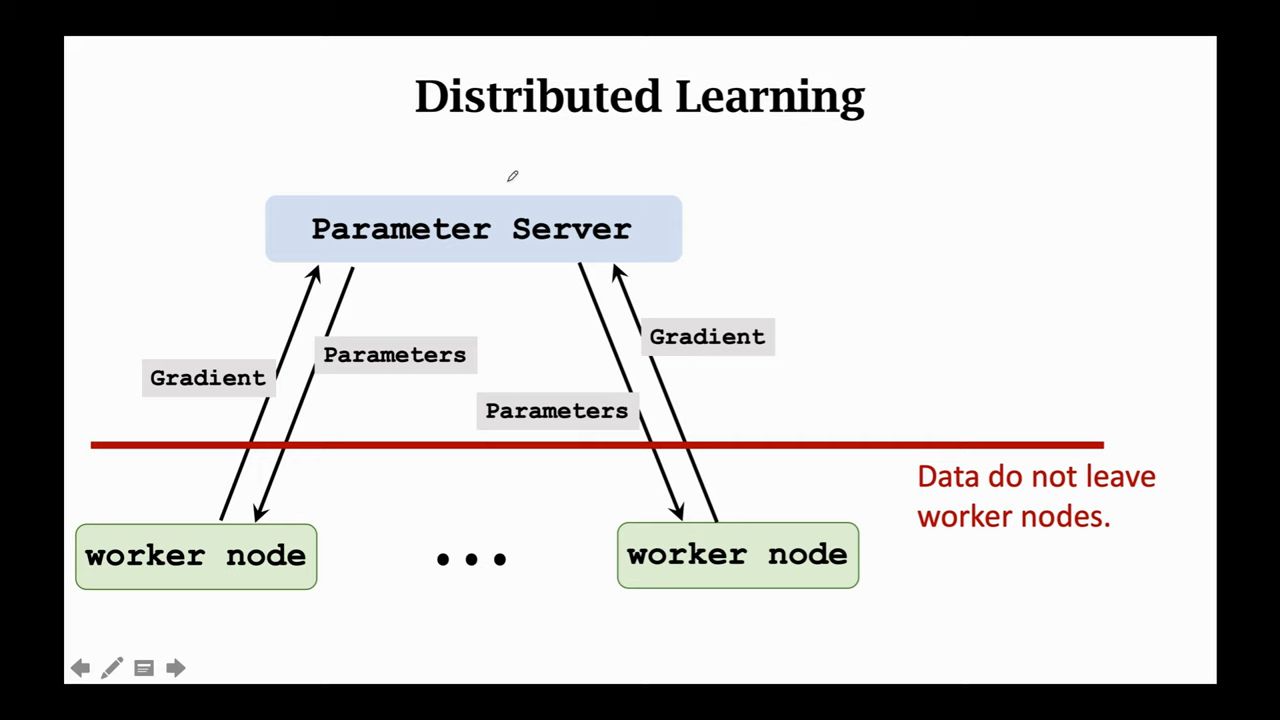 Distributed Learning
Parameter Server
Gradient
Parameters
Parameters
Gradient
Data do not leave
worker nodes.
worker node
...
worker node